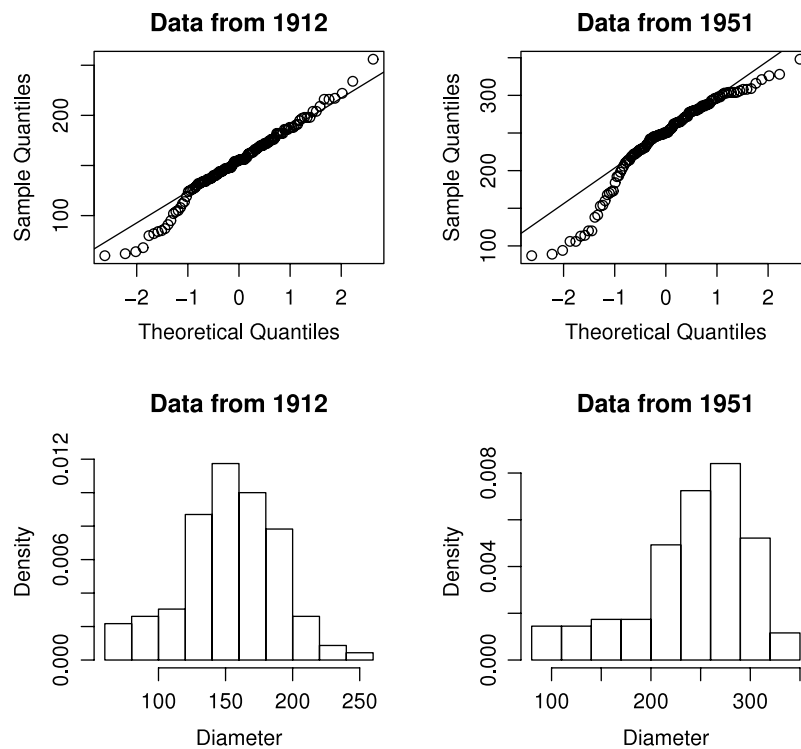 Data from 1912
Sample Quantiles
100
200
−2
−1
0
1
2
Theoretical Quantiles
Data from 1951
Sample Quantiles
100
200
300
−2
−1
0
1
2
Theoretical Quantiles
Data from 1912
Density
0.000
0.006
0.012
100
150
200
250
Diameter
Data from 1951
Density
0.000
0.004
0.008
100
200
300
Diameter